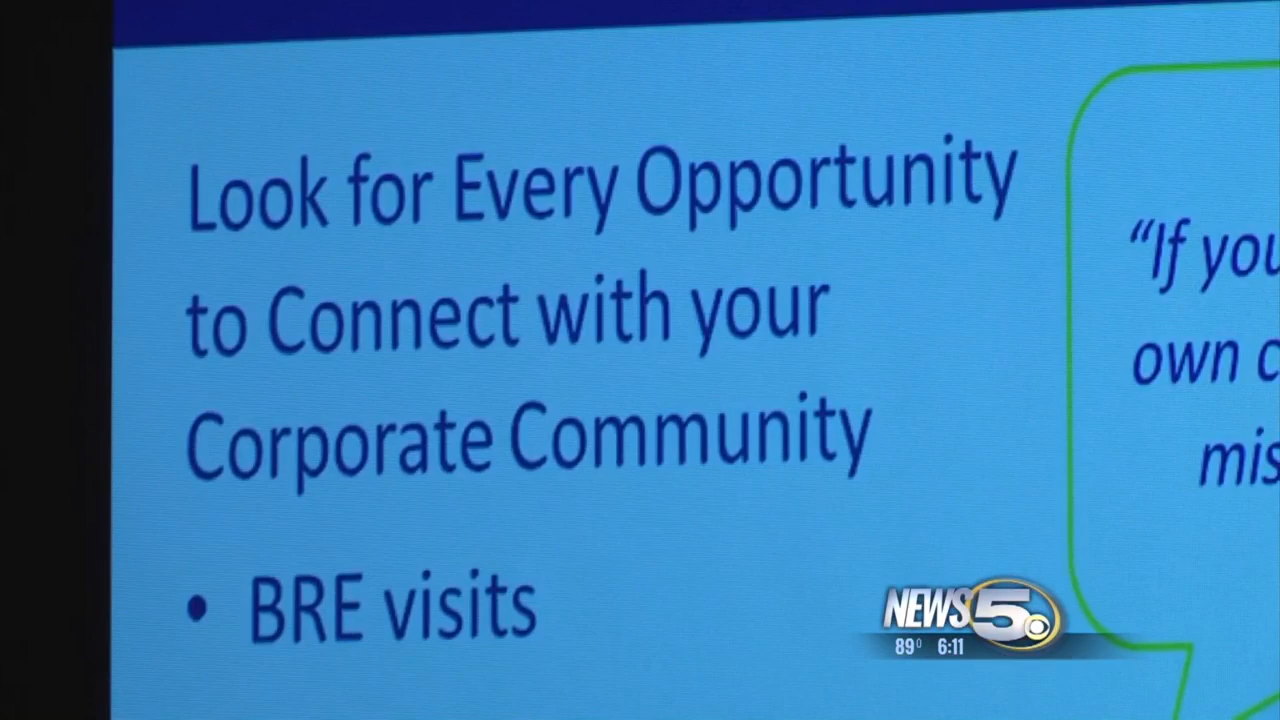 Look for Every Opportunity
to Connect with your
Corporate Community
• BRE visits
“If you
own
NEWS 5
89° 6:11